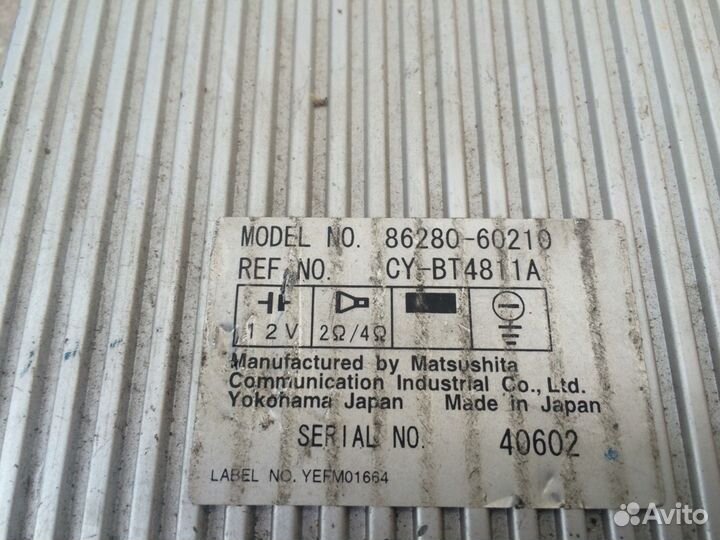 MODEL NO. 86280-60210
REF. NO. CY-BT4811A
12V 2Ω/4Ω
Manufactured by Matsushita
Communication Industrial Co., Ltd.
Yokohama Japan Made in Japan
SERIAL NO. 40602
LABEL NO. YEFM01664
Avito